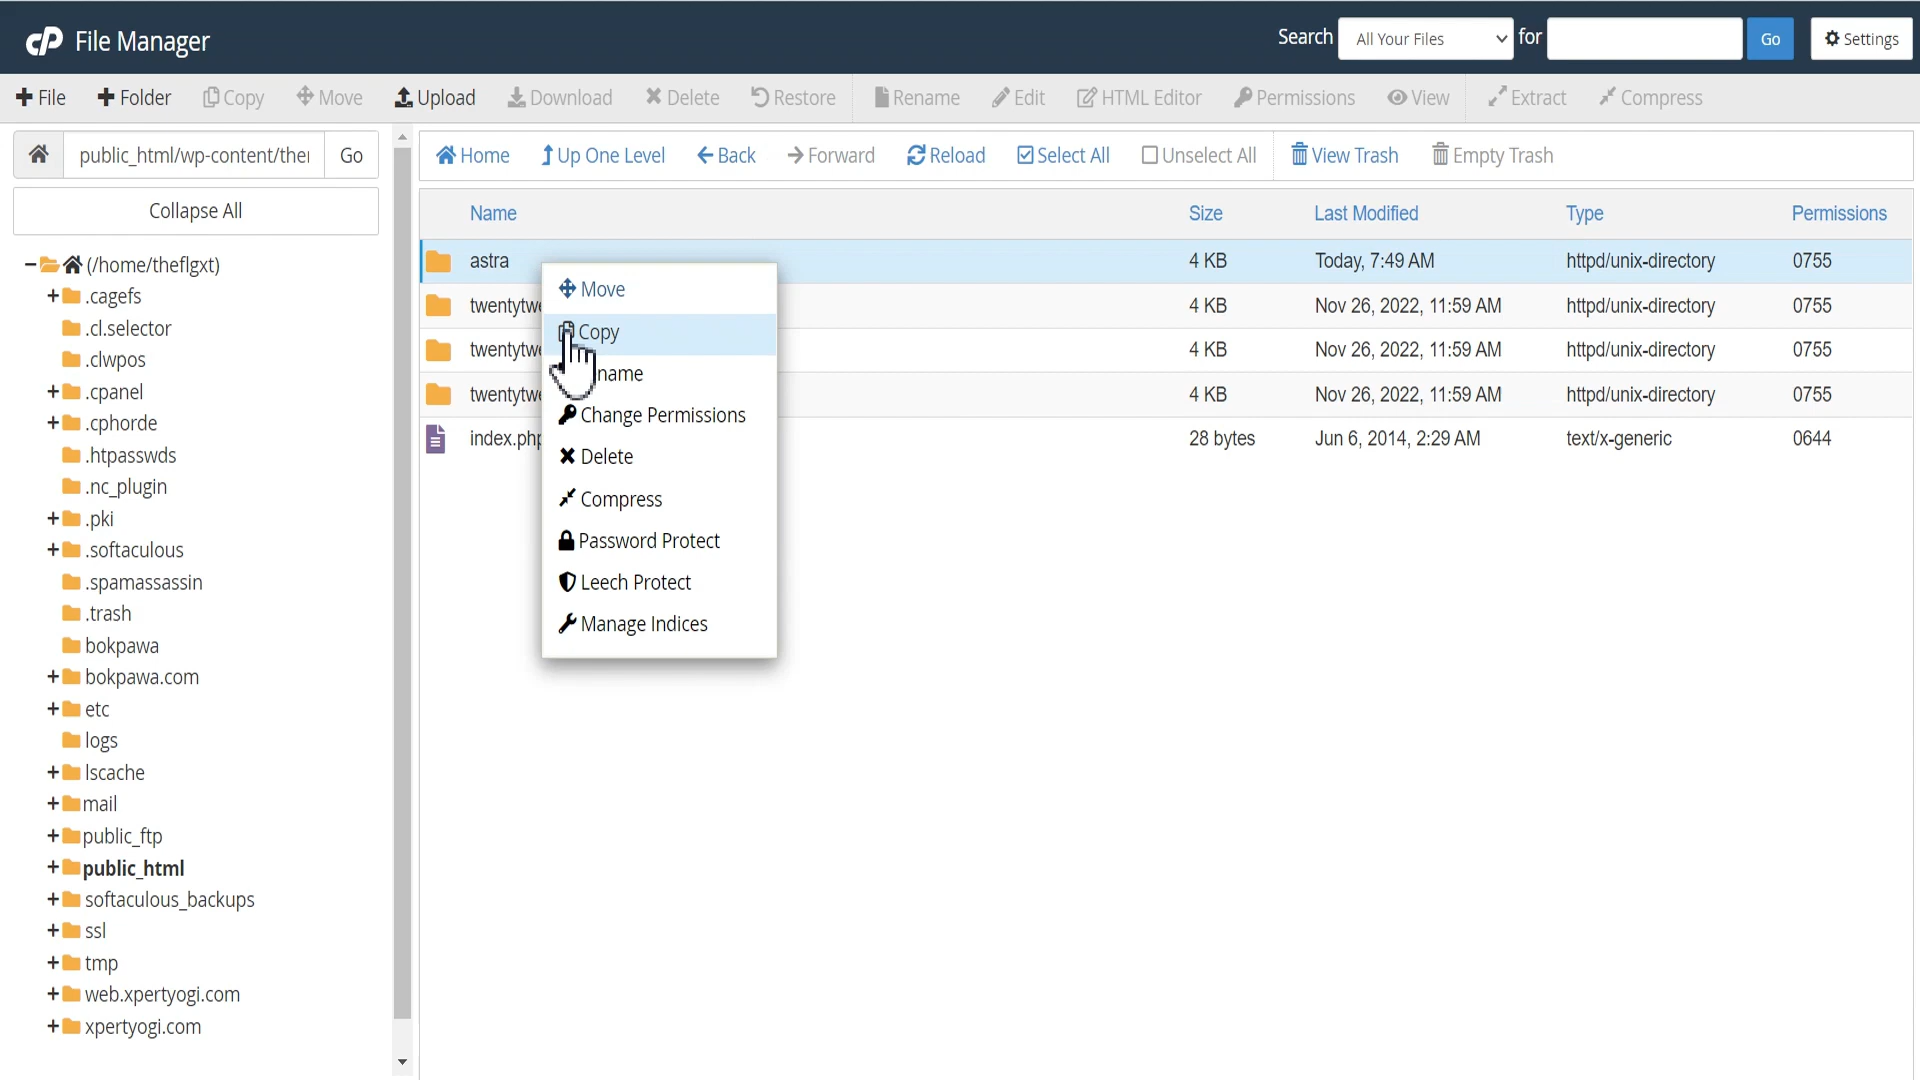 cP File Manager
Search All Your Files for Go Settings
File Folder Copy Move Upload Download Delete Restore Rename Edit HTML Editor Permissions View Extract Compress
public_html/wp-content/the Go
Collapse All
(/home/theflgxt)
.cagefs
.cl.selector
.clwpos
.cpanel
.cphorde
.htpasswds
.nc_plugin
.pki
.softaculous
.spamassassin
.trash
bokpawa
bokpawa.com
etc
logs
lscache
mail
public_ftp
public_html
softaculous_backups
ssl
tmp
web.xpertyogi.com
xpertyogi.com
Home Up One Level Back Forward Reload Select All Unselect All View Trash Empty Trash
Name Size Last Modified Type Permissions
astra 4 KB Today, 7:49 AM httpd/unix-directory 0755
twentytwe 4 KB Nov 26, 2022, 11:59 AM httpd/unix-directory 0755
twentytwe 4 KB Nov 26, 2022, 11:59 AM httpd/unix-directory 0755
twentytwe 4 KB Nov 26, 2022, 11:59 AM httpd/unix-directory 0755
index.php 28 bytes Jun 6, 2014, 2:29 AM text/x-generic 0644
Move
Copy
name
Change Permissions
Delete
Compress
Password Protect
Leech Protect
Manage Indices